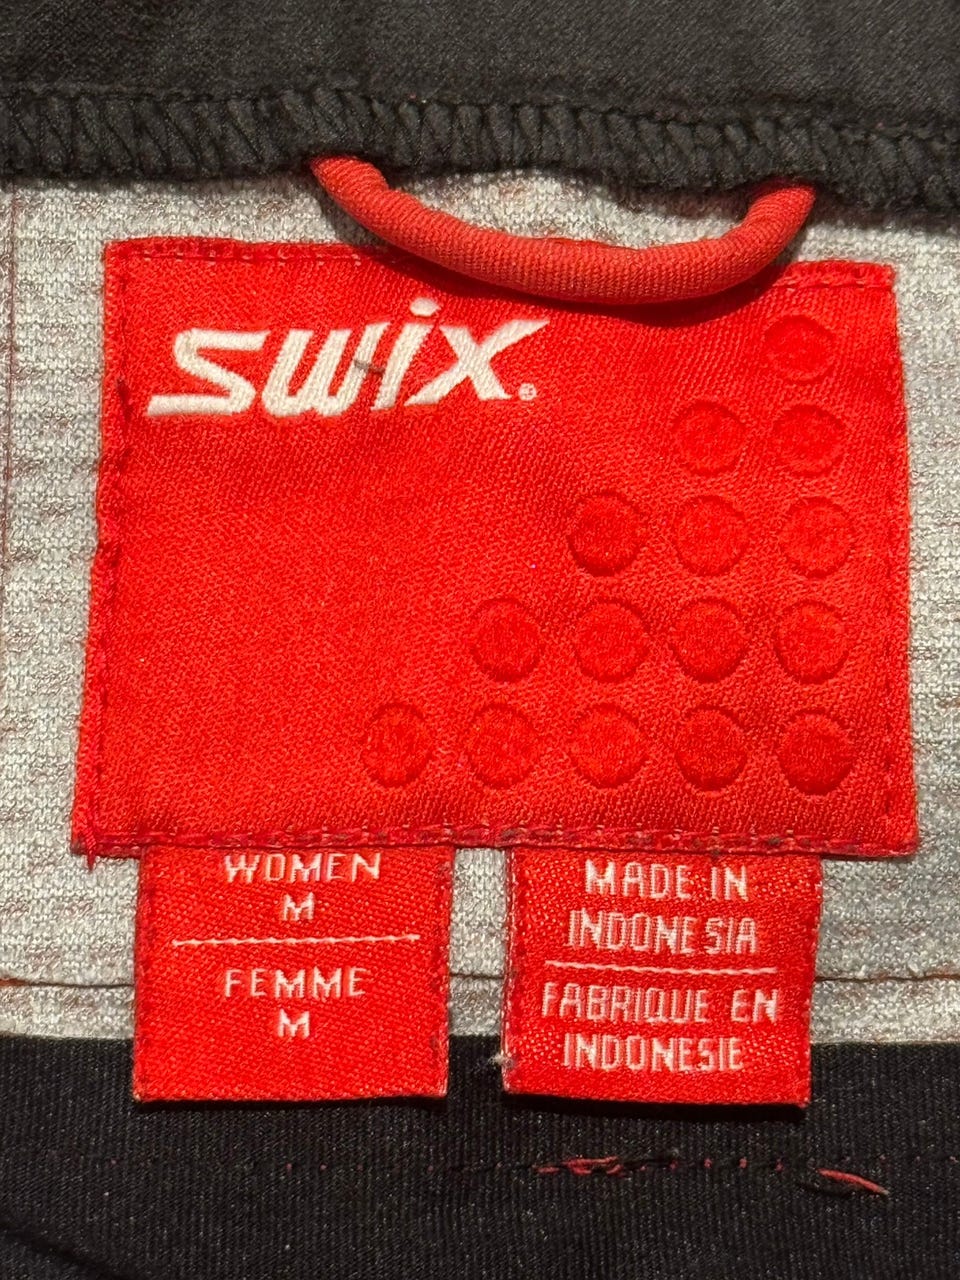 swix®
WOMEN
M
FEMME
M
MADE IN
INDONESIA
FABRIQUE EN
INDONESIE